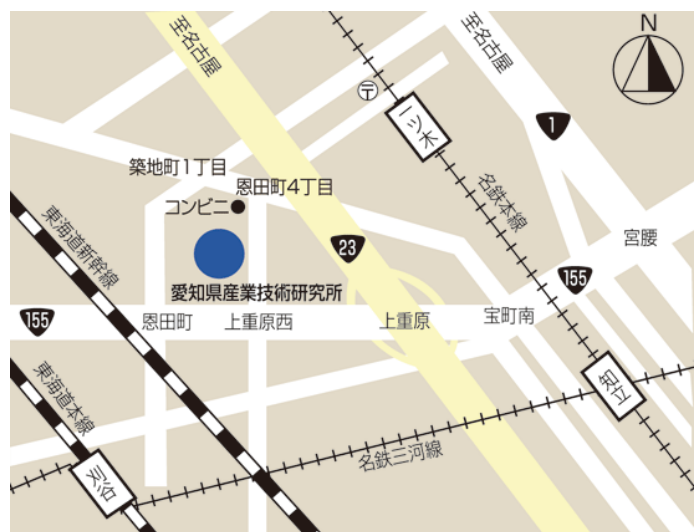 至名古屋
至名古屋
N
〒
一ツ木
1
築地町1丁目
恩田町4丁目
コンビニ
名鉄本線
東海道新幹線
23
宮腰
155
愛知県産業技術研究所
155
恩田町
上重原西
上重原
宝町南
東海道本線
知立
名鉄三河線
刈谷